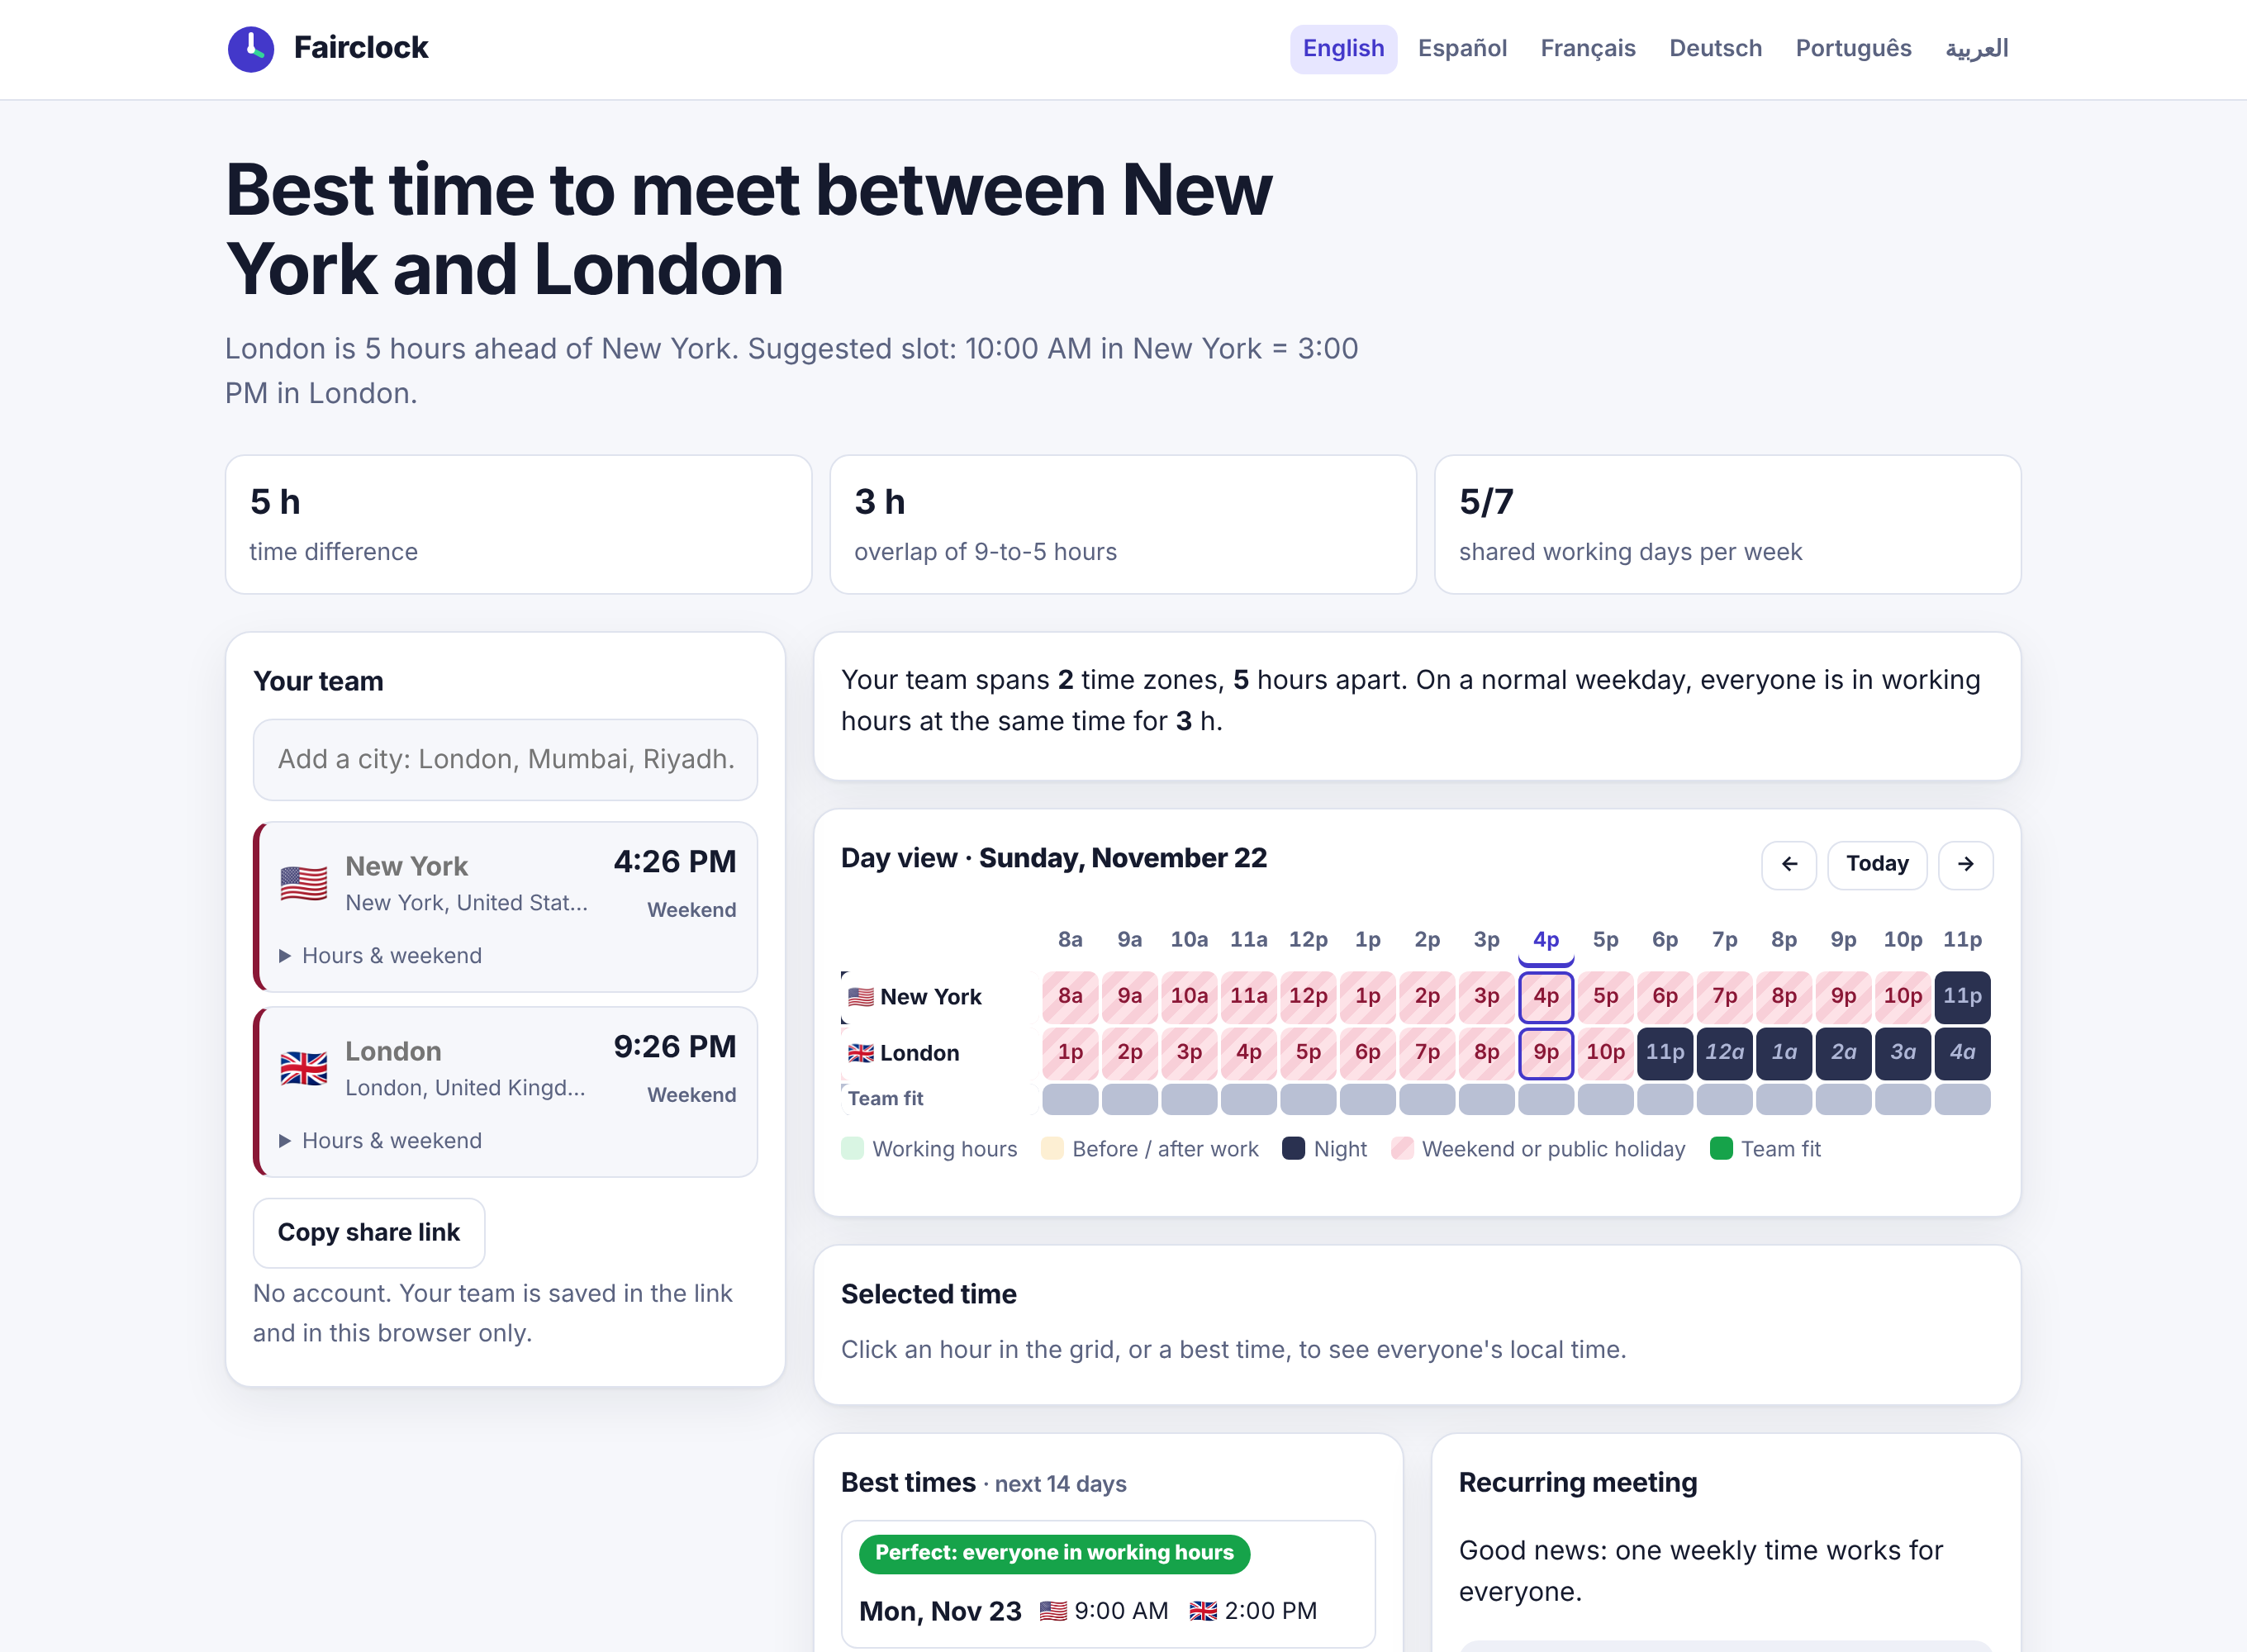 Fairclock
English Español Français Deutsch Português العربية
Best time to meet between New
York and London
London is 5 hours ahead of New York. Suggested slot: 10:00 AM in New York = 3:00
PM in London.
5 h
time difference
3 h
overlap of 9-to-5 hours
5/7
shared working days per week
Your team
Add a city: London, Mumbai, Riyadh.
New York 4:26 PM
New York, United Stat... Weekend
Hours & weekend
London 9:26 PM
London, United Kingd... Weekend
Hours & weekend
Copy share link
No account. Your team is saved in the link
and in this browser only.
Your team spans 2 time zones, 5 hours apart. On a normal weekday, everyone is in working
hours at the same time for 3 h.
Day view · Sunday, November 22 ← Today →
8a 9a 10a 11a 12p 1p 2p 3p 4p 5p 6p 7p 8p 9p 10p 11p
New York 8a 9a 10a 11a 12p 1p 2p 3p 4p 5p 6p 7p 8p 9p 10p 11p
London 1p 2p 3p 4p 5p 6p 7p 8p 9p 10p 11p 12a 1a 2a 3a 4a
Team fit
Working hours Before / after work Night Weekend or public holiday Team fit
Selected time
Click an hour in the grid, or a best time, to see everyone's local time.
Best times · next 14 days
Perfect: everyone in working hours
Mon, Nov 23 9:00 AM 2:00 PM
Recurring meeting
Good news: one weekly time works for
everyone.